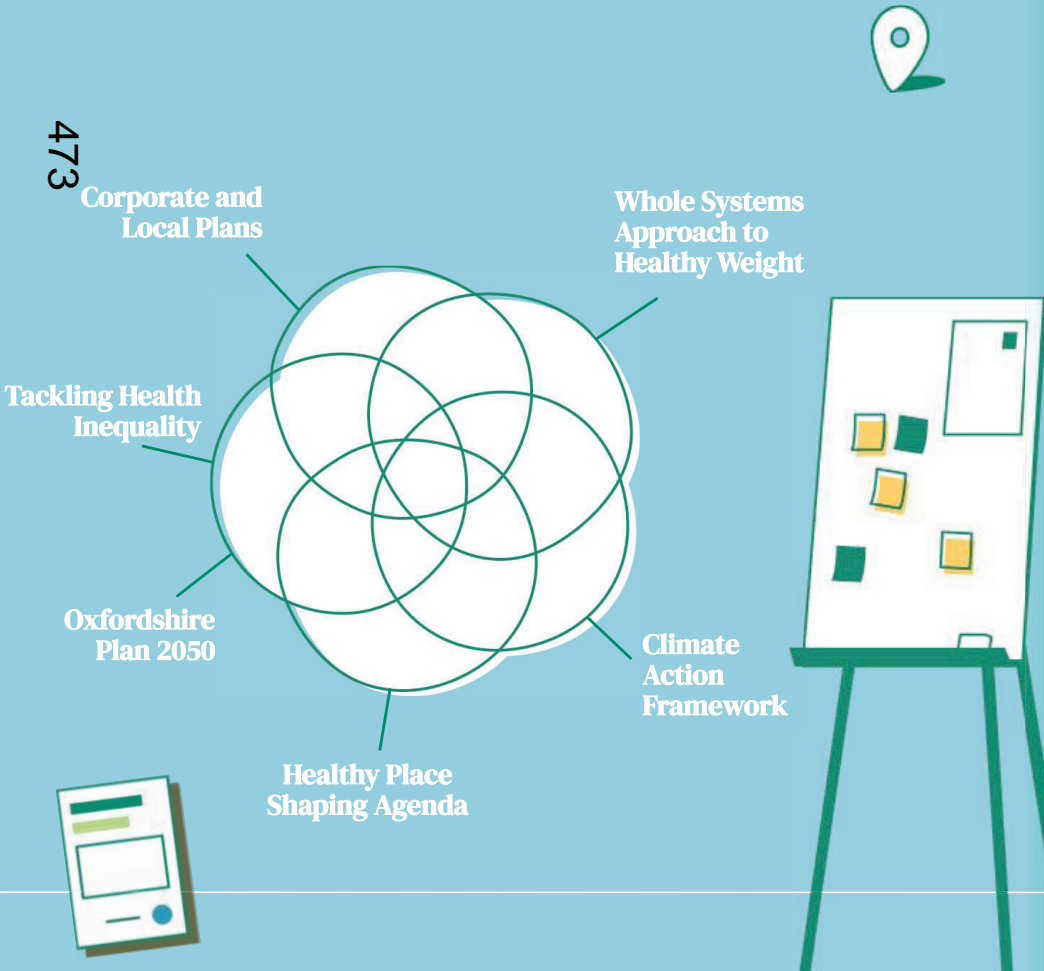 473
Corporate and
Local Plans
Whole Systems
Approach to
Healthy Weight
Tackling Health
Inequality
Oxfordshire
Plan 2050
Climate
Action
Framework
Healthy Place
Shaping Agenda